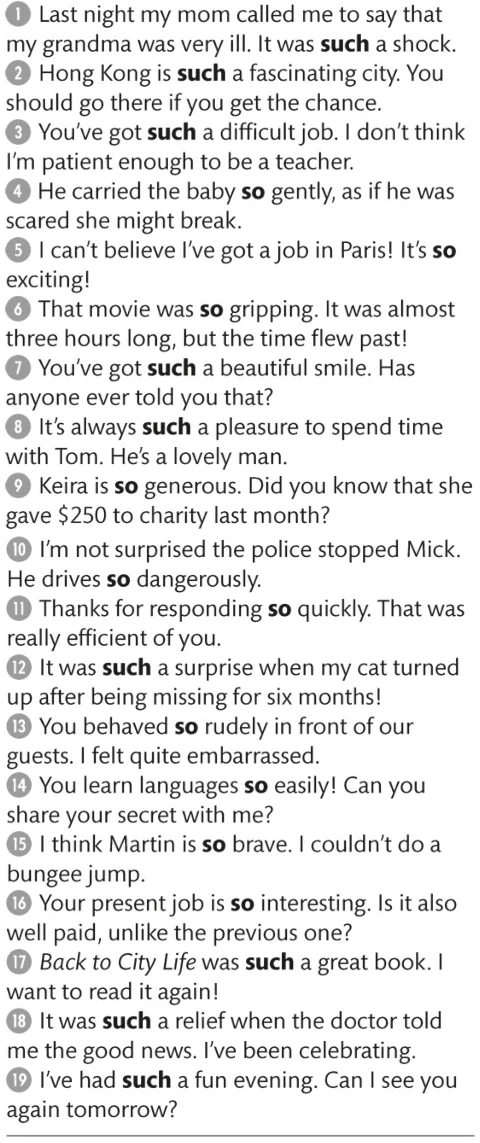 1 Last night my mom called me to say that
my grandma was very ill. It was such a shock.
2 Hong Kong is such a fascinating city. You
should go there if you get the chance.
3 You’ve got such a difficult job. I don’t think
I’m patient enough to be a teacher.
4 He carried the baby so gently, as if he was
scared she might break.
5 I can’t believe I’ve got a job in Paris! It’s so
exciting!
6 That movie was so gripping. It was almost
three hours long, but the time flew past!
7 You’ve got such a beautiful smile. Has
anyone ever told you that?
8 It’s always such a pleasure to spend time
with Tom. He’s a lovely man.
9 Keira is so generous. Did you know that she
gave $250 to charity last month?
10 I’m not surprised the police stopped Mick.
He drives so dangerously.
11 Thanks for responding so quickly. That was
really efficient of you.
12 It was such a surprise when my cat turned
up after being missing for six months!
13 You behaved so rudely in front of our
guests. I felt quite embarrassed.
14 You learn languages so easily! Can you
share your secret with me?
15 I think Martin is so brave. I couldn’t do a
bungee jump.
16 Your present job is so interesting. Is it also
well paid, unlike the previous one?
17 Back to City Life was such a great book. I
want to read it again!
18 It was such a relief when the doctor told
me the good news. I’ve been celebrating.
19 I’ve had such a fun evening. Can I see you
again tomorrow?